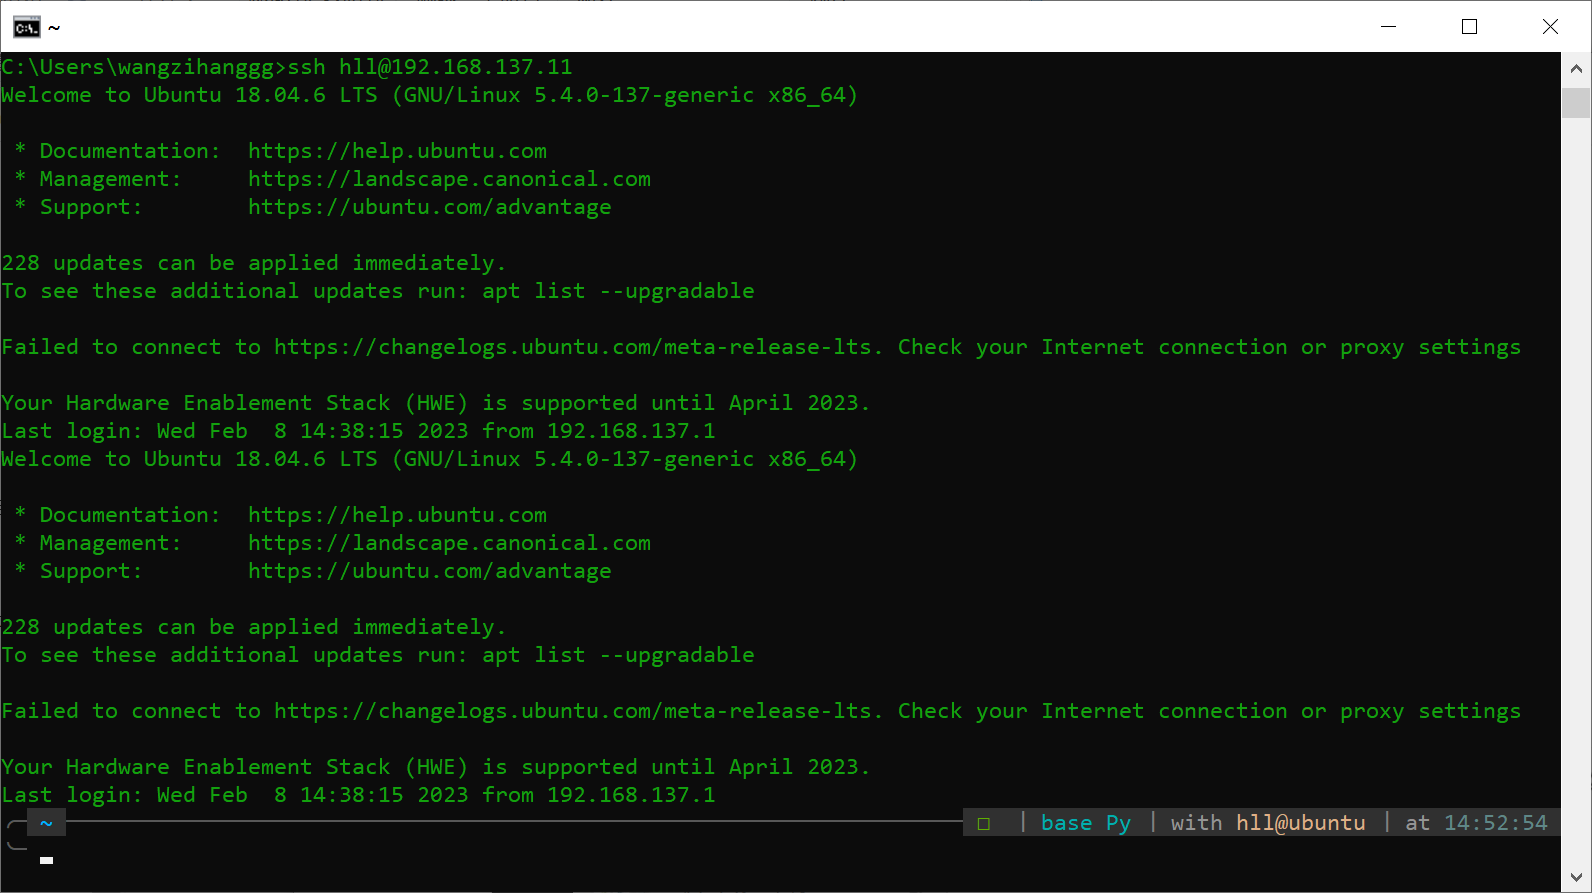 ~
C:\Users\wangzihanggg>ssh hll@192.168.137.11
Welcome to Ubuntu 18.04.6 LTS (GNU/Linux 5.4.0-137-generic x86_64)
* Documentation:  https://help.ubuntu.com
* Management:     https://landscape.canonical.com
* Support:        https://ubuntu.com/advantage
228 updates can be applied immediately.
To see these additional updates run: apt list --upgradable
Failed to connect to https://changelogs.ubuntu.com/meta-release-lts. Check your Internet connection or proxy settings
Your Hardware Enablement Stack (HWE) is supported until April 2023.
Last login: Wed Feb  8 14:38:15 2023 from 192.168.137.1
Welcome to Ubuntu 18.04.6 LTS (GNU/Linux 5.4.0-137-generic x86_64)
* Documentation:  https://help.ubuntu.com
* Management:     https://landscape.canonical.com
* Support:        https://ubuntu.com/advantage
228 updates can be applied immediately.
To see these additional updates run: apt list --upgradable
Failed to connect to https://changelogs.ubuntu.com/meta-release-lts. Check your Internet connection or proxy settings
Your Hardware Enablement Stack (HWE) is supported until April 2023.
Last login: Wed Feb  8 14:38:15 2023 from 192.168.137.1
~ □ | base Py | with hll@ubuntu | at 14:52:54